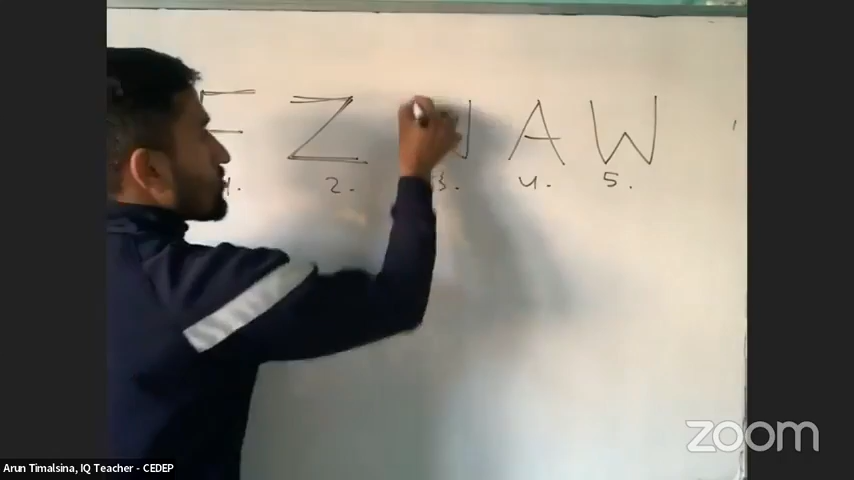 Z N A W
1. 2. 3. 4. 5.
zoom
Arun Timalsina, IQ Teacher - CEDEP